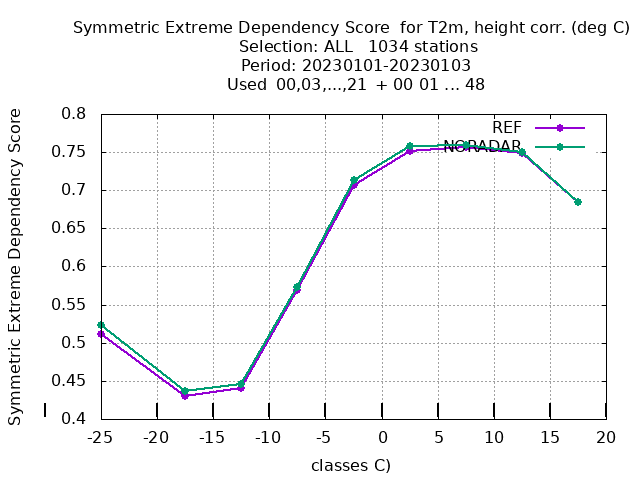 Symmetric Extreme Dependency Score for T2m, height corr. (deg C)
Selection: ALL 1034 stations
Period: 20230101-20230103
Used 00,03,...,21 + 00 01 ... 48
Symmetric Extreme Dependency Score
0.8
0.75
0.7
0.65
0.6
0.55
0.5
0.45
0.4
REF
NORADAR
-25 -20 -15 -10 -5 0 5 10 15 20
classes C)